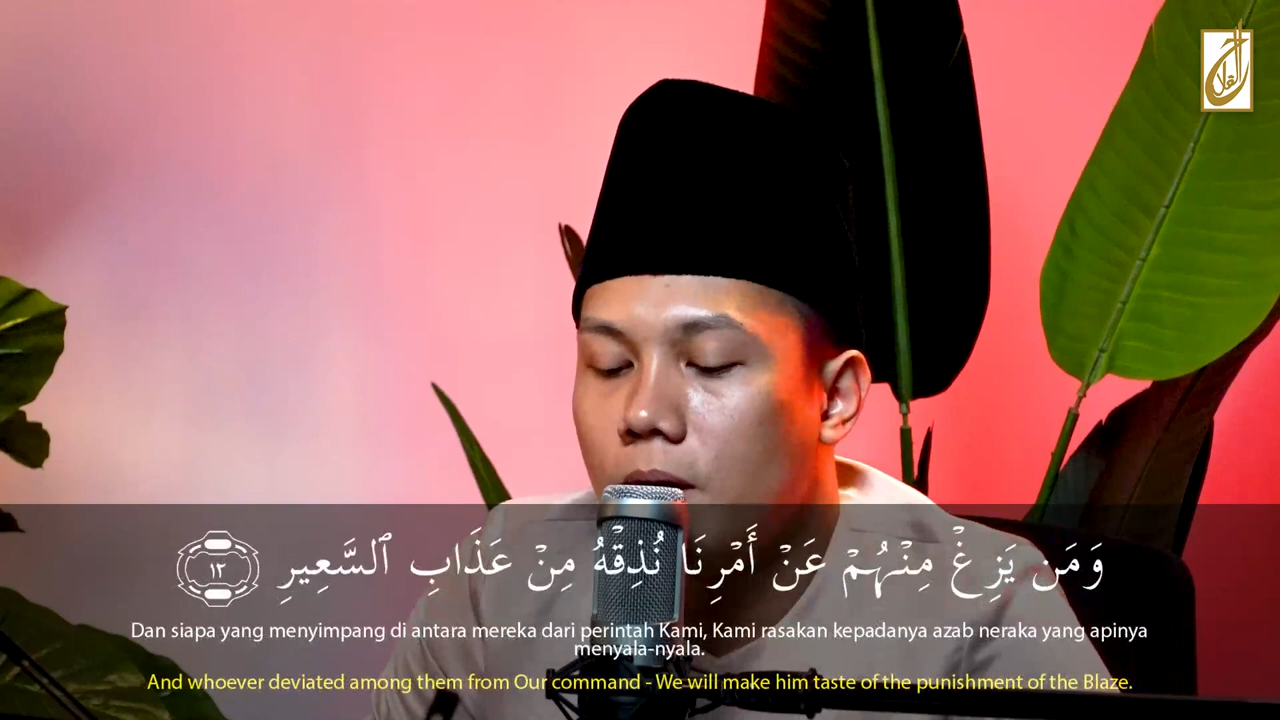 وَمَن يَزِغْ مِنْهُمْ عَنْ أَمْرِنَا نُذِقْهُ مِنْ عَذَابِ ٱلسَّعِيرِ ١٢
Dan siapa yang menyimpang di antara mereka dari perintah Kami, Kami rasakan kepadanya azab neraka yang apinya
menyala-nyala.
And whoever deviated among them from Our command - We will make him taste of the punishment of the Blaze.